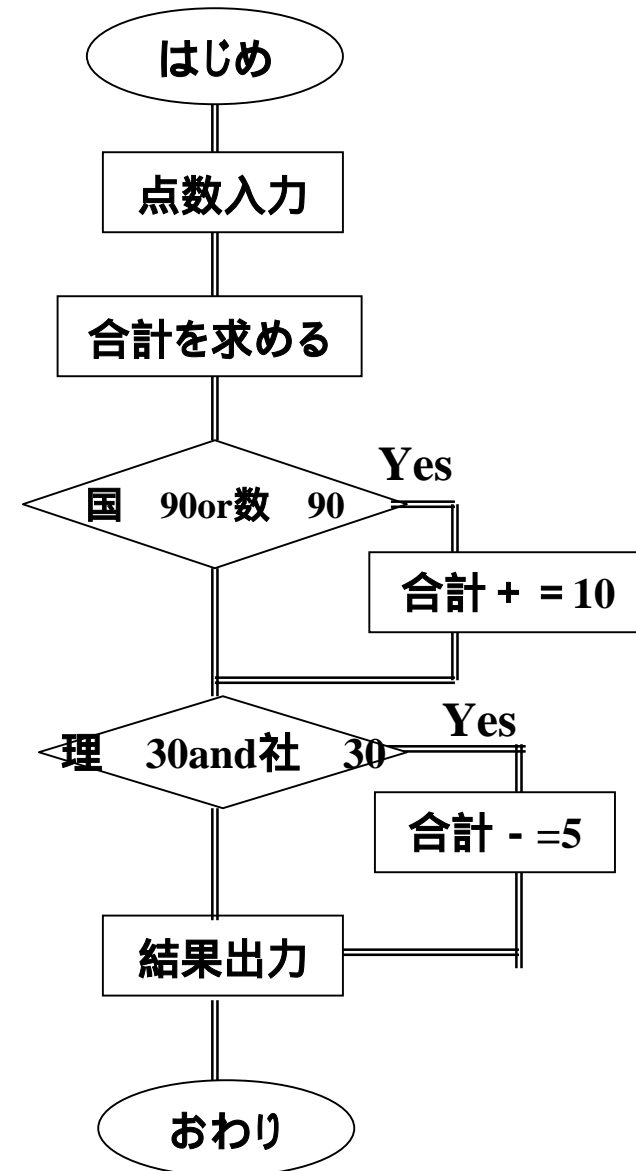 はじめ
点数入力
合計を求める
Yes
国 90or数 90
合計+ =10
Yes
理 30and社 30
合計- =5
結果出力
おわり